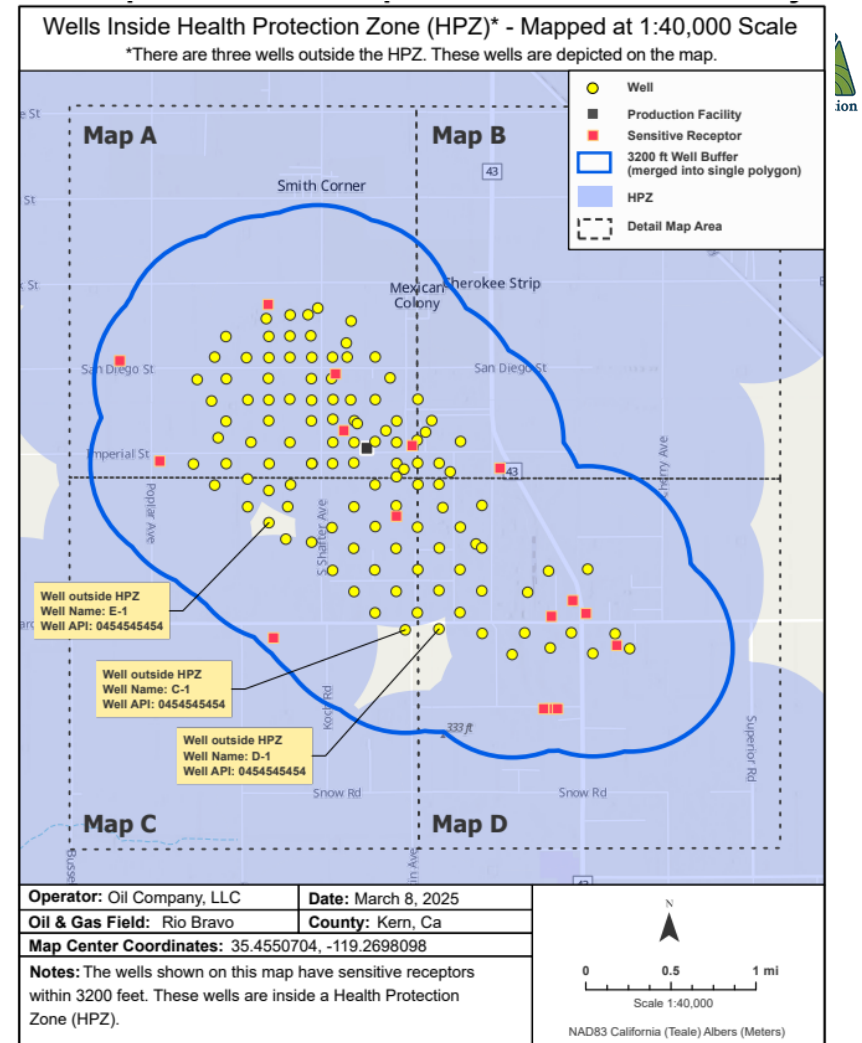 Wells Inside Health Protection Zone (HPZ)* - Mapped at 1:40,000 Scale
*There are three wells outside the HPZ. These wells are depicted on the map.
ion
Well
Production Facility
Sensitive Receptor
3200 ft Well Buffer
(merged into single polygon)
HPZ
Detail Map Area
e St
Map A
Map B
43
Smith Corner
St
St
Mexican
Colony
Cherokee Strip
San Diego St
San Diego St
Imperial St
43
Cherry Ave
Poplar Ave
S Shafter Ave
Well outside HPZ
Well Name: E-1
Well API: 0454545454
Well outside HPZ
Well Name: C-1
Well API: 0454545454
Koch Rd
Well outside HPZ
Well Name: D-1
Well API: 0454545454
333 ft
Superior Rd
Snow Rd
Snow Rd
Map C
Map D
Busse
in Ave
43
Operator: Oil Company, LLC
Date: March 8, 2025
Oil & Gas Field: Rio Bravo
County: Kern, Ca
Map Center Coordinates: 35.4550704, -119.2698098
Notes: The wells shown on this map have sensitive receptors
within 3200 feet. These wells are inside a Health Protection
Zone (HPZ).
N
0 0.5 1 mi
Scale 1:40,000
NAD83 California (Teale) Albers (Meters)